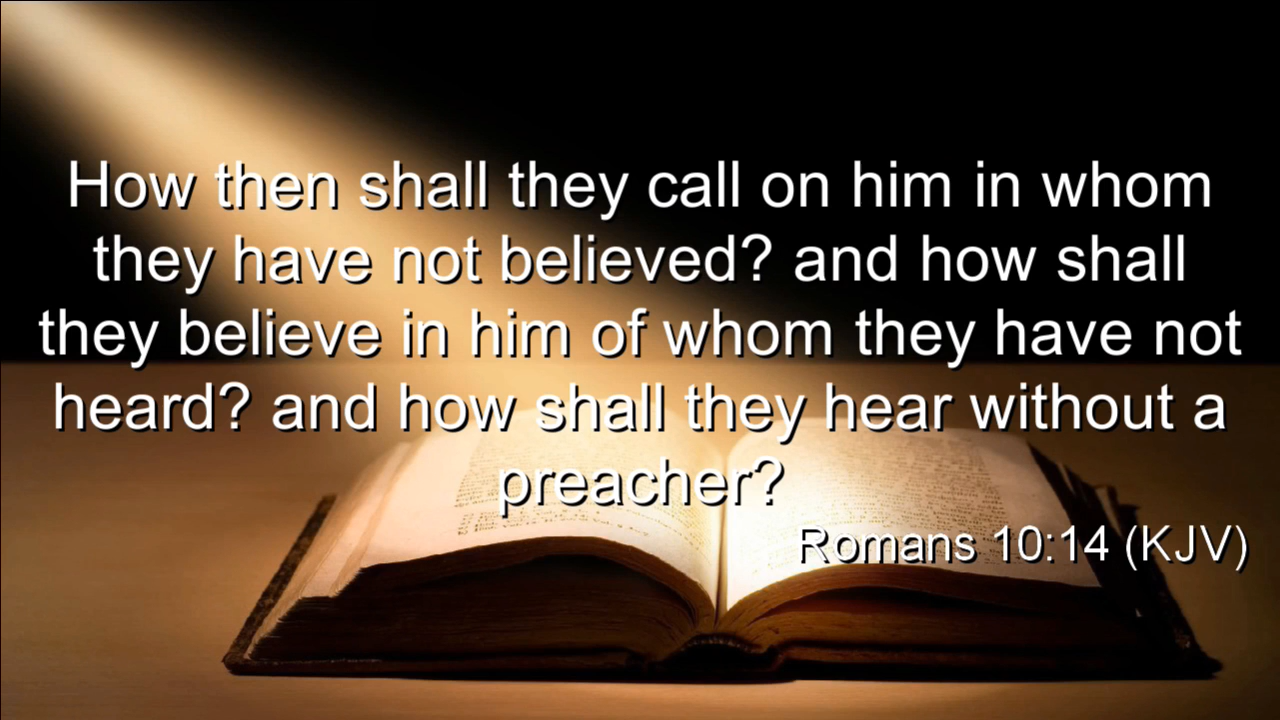 How then shall they call on him in whom
they have not believed? and how shall
they believe in him of whom they have not
heard? and how shall they hear without a
preacher?
Romans 10:14 (KJV)